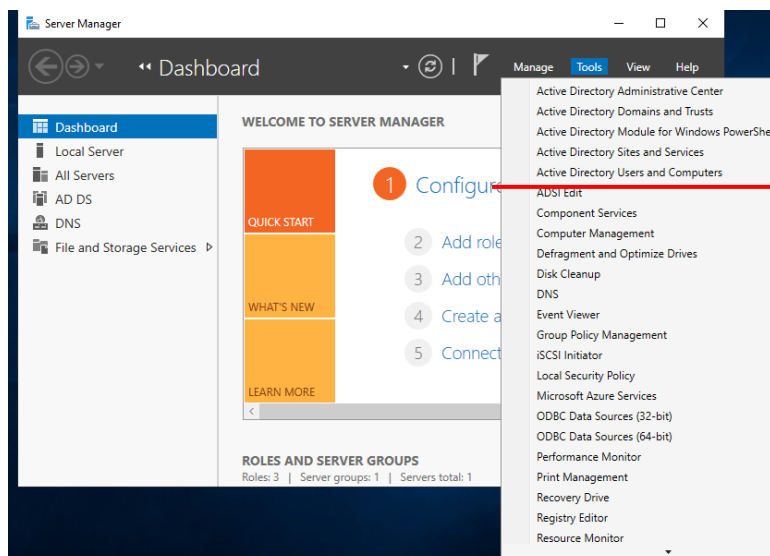 Server Manager
Dashboard
Manage Tools View Help
Dashboard
Local Server
All Servers
AD DS
DNS
File and Storage Services
WELCOME TO SERVER MANAGER
QUICK START
WHAT'S NEW
LEARN MORE
1 Configure
2 Add role
3 Add oth
4 Create a
5 Connect
ROLES AND SERVER GROUPS
Roles: 3 | Server groups: 1 | Servers total: 1
Active Directory Administrative Center
Active Directory Domains and Trusts
Active Directory Module for Windows PowerShe
Active Directory Sites and Services
Active Directory Users and Computers
ADSI Edit
Component Services
Computer Management
Defragment and Optimize Drives
Disk Cleanup
DNS
Event Viewer
Group Policy Management
iSCSI Initiator
Local Security Policy
Microsoft Azure Services
ODBC Data Sources (32-bit)
ODBC Data Sources (64-bit)
Performance Monitor
Print Management
Recovery Drive
Registry Editor
Resource Monitor